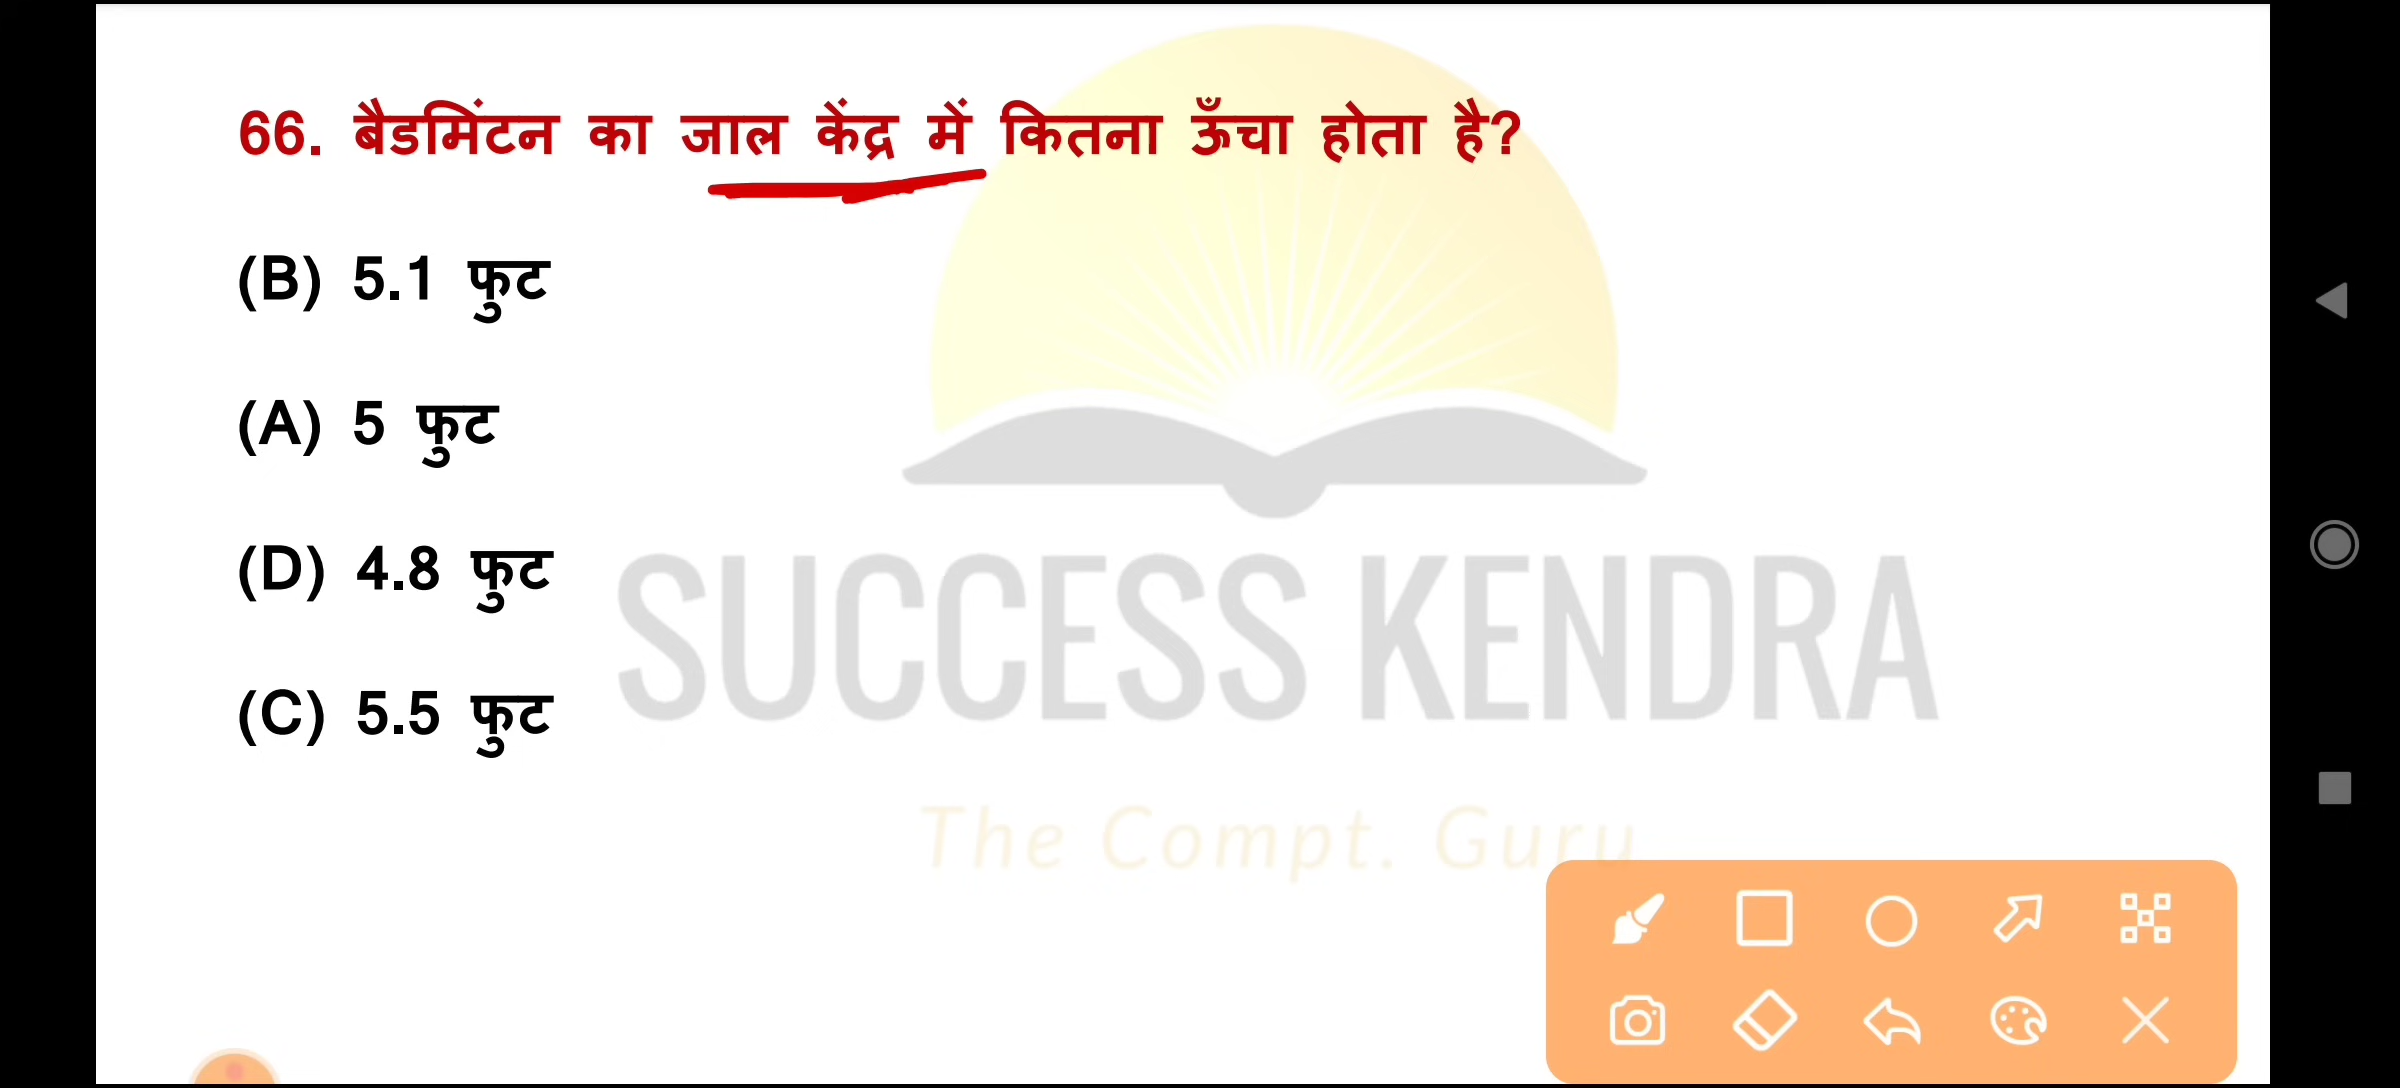 66. बैडमिंटन का जाल केंद्र में कितना ऊँचा होता है?
(B) 5.1 फुट
(A) 5 फुट
(D) 4.8 फुट
(C) 5.5 फुट
SUCCESS KENDRA
The Compt. Guru